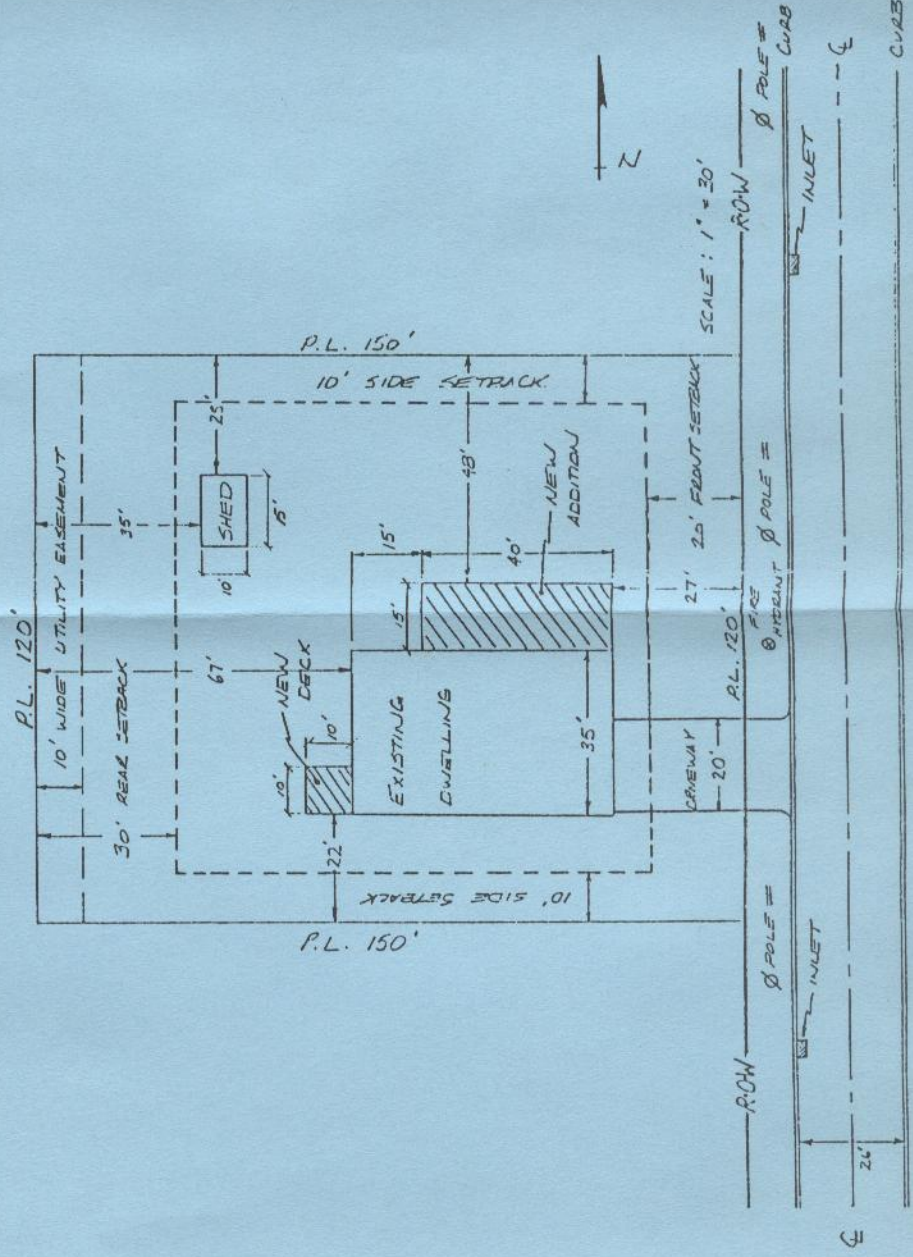 P.L. 120'
10' WIDE UTILITY EASEMENT
30' REAR SETBACK
67'
35'
25'
SHED
10'
15'
P.L. 150'
10' SIDE SETBACK
NEW
DECK
10'
10'
22'
15'
48'
15'
40'
NEW
ADDITION
EXISTING
DWELLING
35'
10' SIDE SETBACK
P.L. 150'
N
SCALE : 1" = 30'
27'
20' FRONT SETBACK
DRIVEWAY
20'
P.L. 120'
FIRE
HYDRANT
Ø POLE #
Ø POLE #
Ø POLE #
R.O.W
R.O.W
CURB
INLET
INLET
26'
CURB